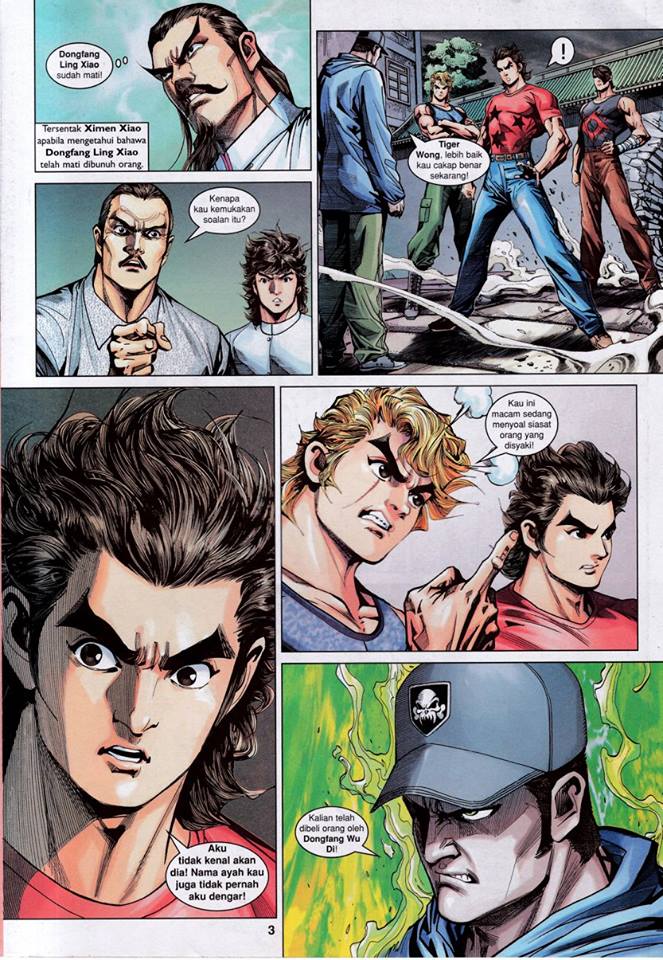 Dongfang
Ling Xiao
sudah mati!
Tersentak Ximen Xiao
apabila mengetahui bahawa
Dongfang Ling Xiao
telah mati dibunuh orang.
!
Tiger
Wong, lebih baik
kau cakap benar
sekarang!
Kenapa
kau kemukakan
soalan itu?
Aku
tidak kenal akan
dia! Nama ayah kau
juga tidak pernah
aku dengar!
Kau ini
macam sedang
menyoal siasat
orang yang
disyaki!
Kalian telah
dibeli orang oleh
Dongfang Wu
Di!
3